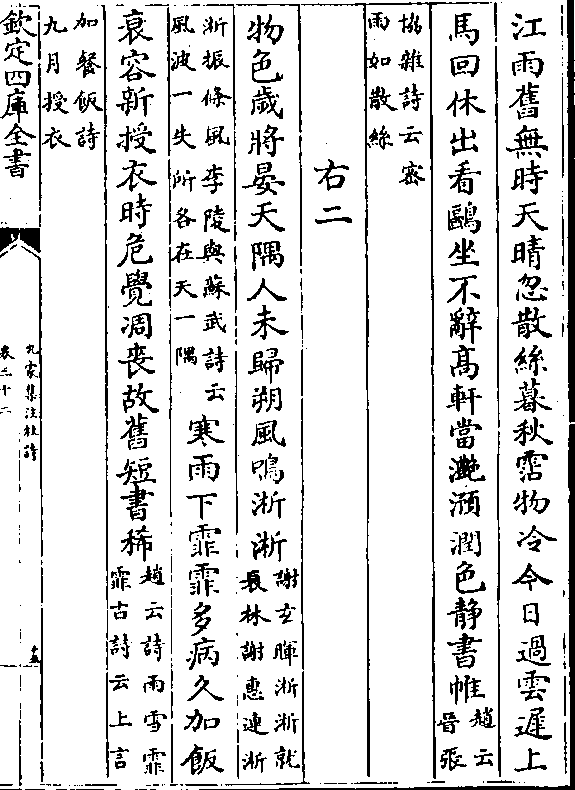 江雨舊無時天晴忽散絲暮秋霑物冷今日過雲遲上
馬回休出看鷗坐不辭髙軒當灔滪潤色靜書帷
趙云
晉張
協雜詩云密
雨如散絲
右二
物色歲將晏天隅人未歸朔風鳴淅淅
謝玄暉淅淅就
衰林謝惠連淅
淅振條風李陵與蘇武詩云
風波一失所各在天一隅
寒雨下霏霏多病久加飯
衰容新授衣時危覺凋喪故舊短書稀
趙云詩雨雪霏
霏古詩云上言
加餐飯詩
九月授衣
欽定四庫全書
九家集注杜詩
卷三十二